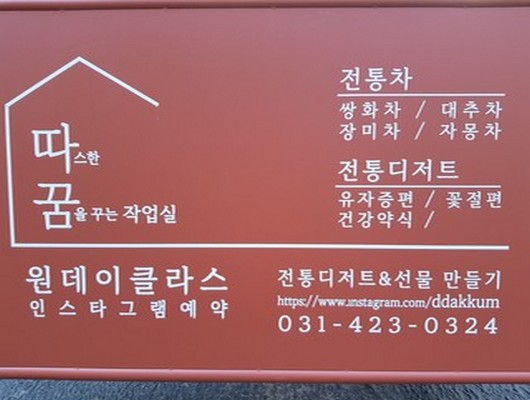 따스한
꿈을 꾸는 작업실
전통차
쌍화차 / 대추차
장미차 / 자몽차
전통디저트
유자증편 / 꽃절편
건강약식 /
원데이클라스
인스타그램예약
전통디저트&선물 만들기
https://www.instagram.com/ddakkum
031-423-0324